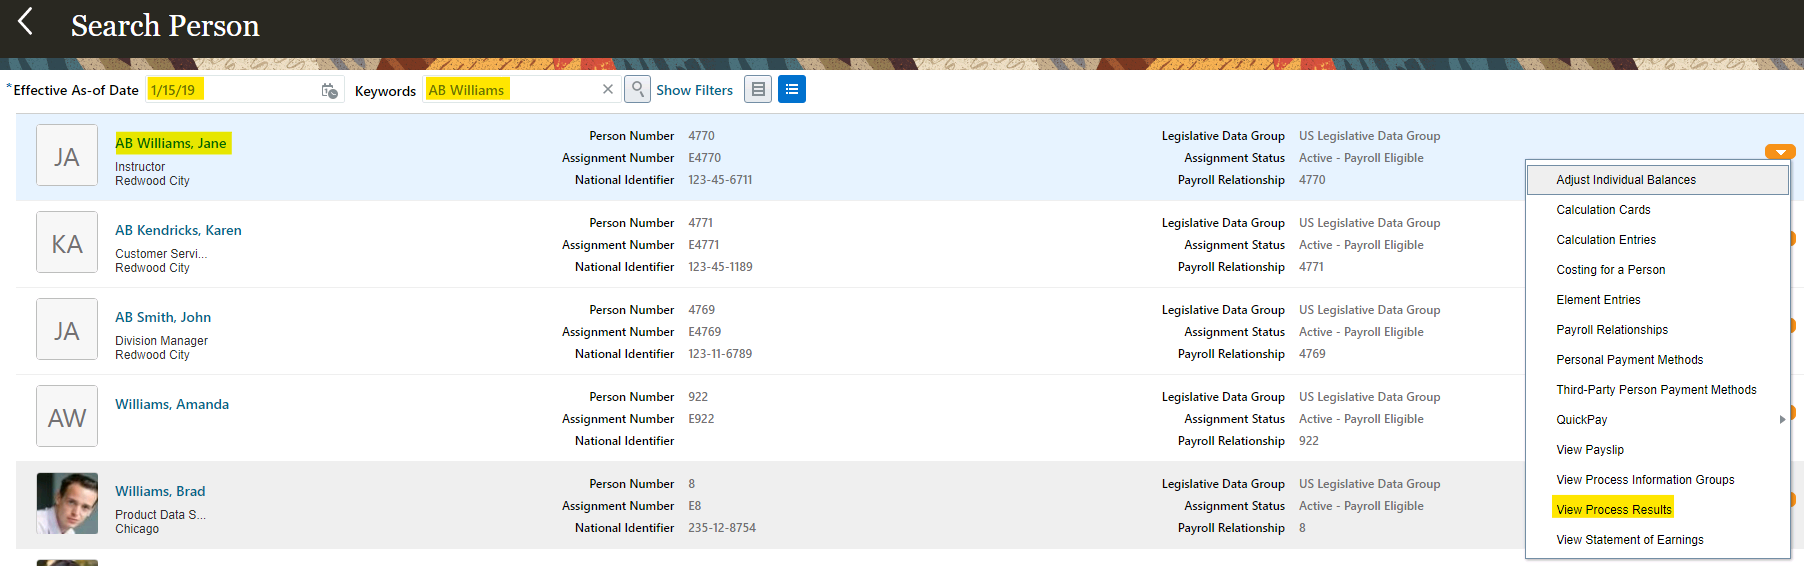 Search Person
*Effective As-of Date 1/15/19 Keywords AB Williams Show Filters
JA
AB Williams, Jane
Instructor
Redwood City
Person Number 4770
Assignment Number E4770
National Identifier 123-45-6711
Legislative Data Group US Legislative Data Group
Assignment Status Active - Payroll Eligible
Payroll Relationship 4770
KA
AB Kendricks, Karen
Customer Servi...
Redwood City
Person Number 4771
Assignment Number E4771
National Identifier 123-45-1189
Legislative Data Group US Legislative Data Group
Assignment Status Active - Payroll Eligible
Payroll Relationship 4771
JA
AB Smith, John
Division Manager
Redwood City
Person Number 4769
Assignment Number E4769
National Identifier 123-11-6789
Legislative Data Group US Legislative Data Group
Assignment Status Active - Payroll Eligible
Payroll Relationship 4769
AW
Williams, Amanda
Person Number 922
Assignment Number E922
National Identifier
Legislative Data Group US Legislative Data Group
Assignment Status Active - Payroll Eligible
Payroll Relationship 922
Williams, Brad
Product Data S...
Chicago
Person Number 8
Assignment Number E8
National Identifier 235-12-8754
Legislative Data Group US Legislative Data Group
Assignment Status Active - Payroll Eligible
Payroll Relationship 8
Adjust Individual Balances
Calculation Cards
Calculation Entries
Costing for a Person
Element Entries
Payroll Relationships
Personal Payment Methods
Third-Party Person Payment Methods
QuickPay
View Payslip
View Process Information Groups
View Process Results
View Statement of Earnings